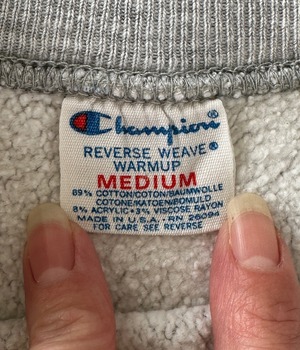 Champion®
REVERSE WEAVE®
WARMUP
MEDIUM
89% COTTON/COTON/BAUMWOLLE
COTONE/KATOEN/BOMULD
8% ACRYLIC • 3% VISCOSE RAYON
MADE IN U.S.A. • RN 26094
FOR CARE SEE REVERSE